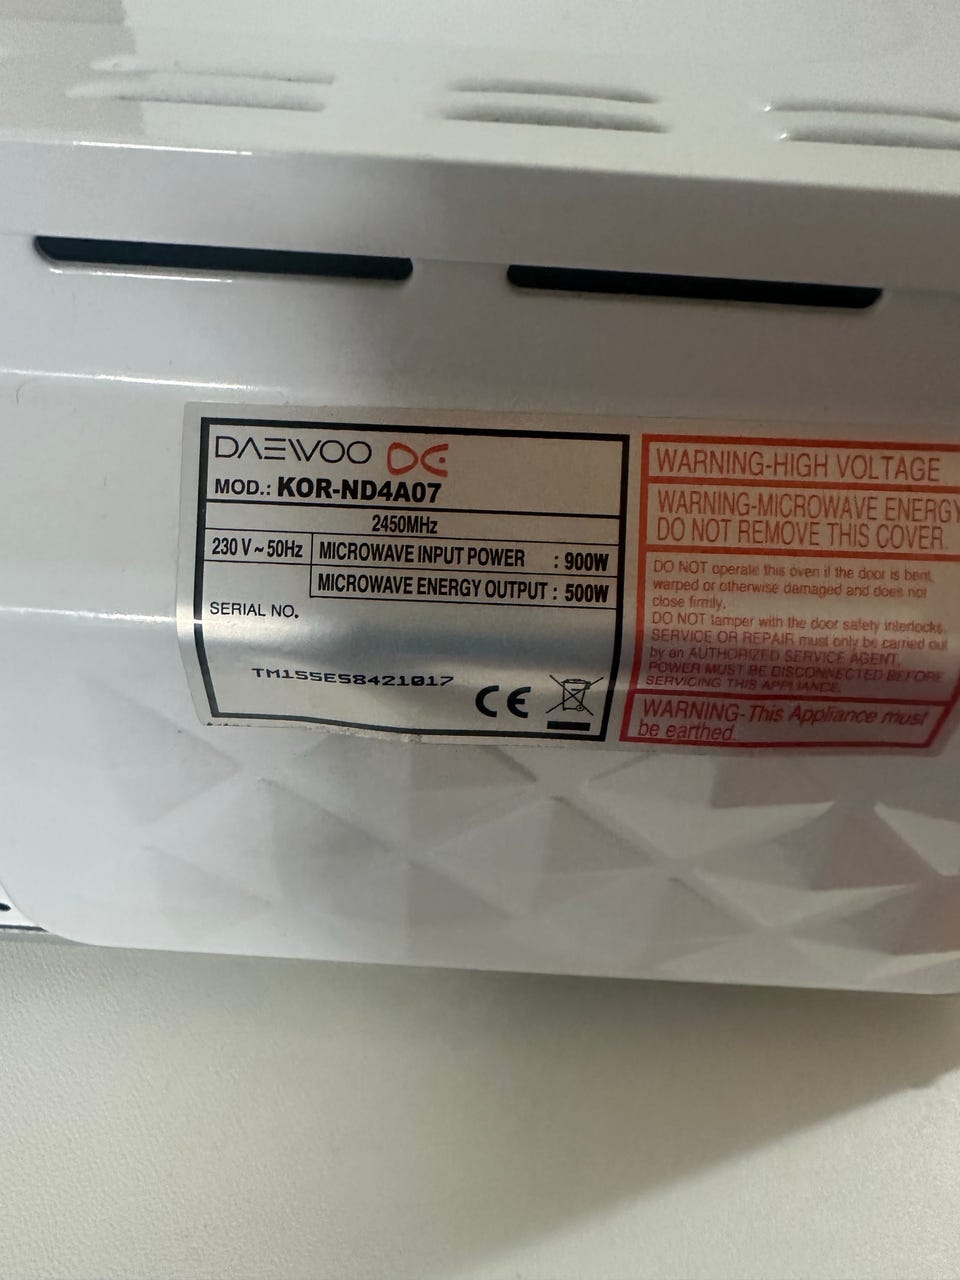 DAEWOO
MOD.: KOR-ND4A07
2450MHz
230 V ~ 50Hz
MICROWAVE INPUT POWER : 900W
MICROWAVE ENERGY OUTPUT : 500W
SERIAL NO.
TM155E58421017
CE
WARNING-HIGH VOLTAGE
WARNING-MICROWAVE ENERGY
DO NOT REMOVE THIS COVER.
DO NOT operate this oven if the door is bent,
warped or otherwise damaged and does not
close firmly.
DO NOT tamper with the door safety interlocks.
SERVICE OR REPAIR must only be carried out
by an AUTHORIZED SERVICE AGENT.
POWER MUST BE DISCONNECTED BEFORE
SERVICING THIS APPLIANCE.
WARNING-This Appliance must
be earthed.